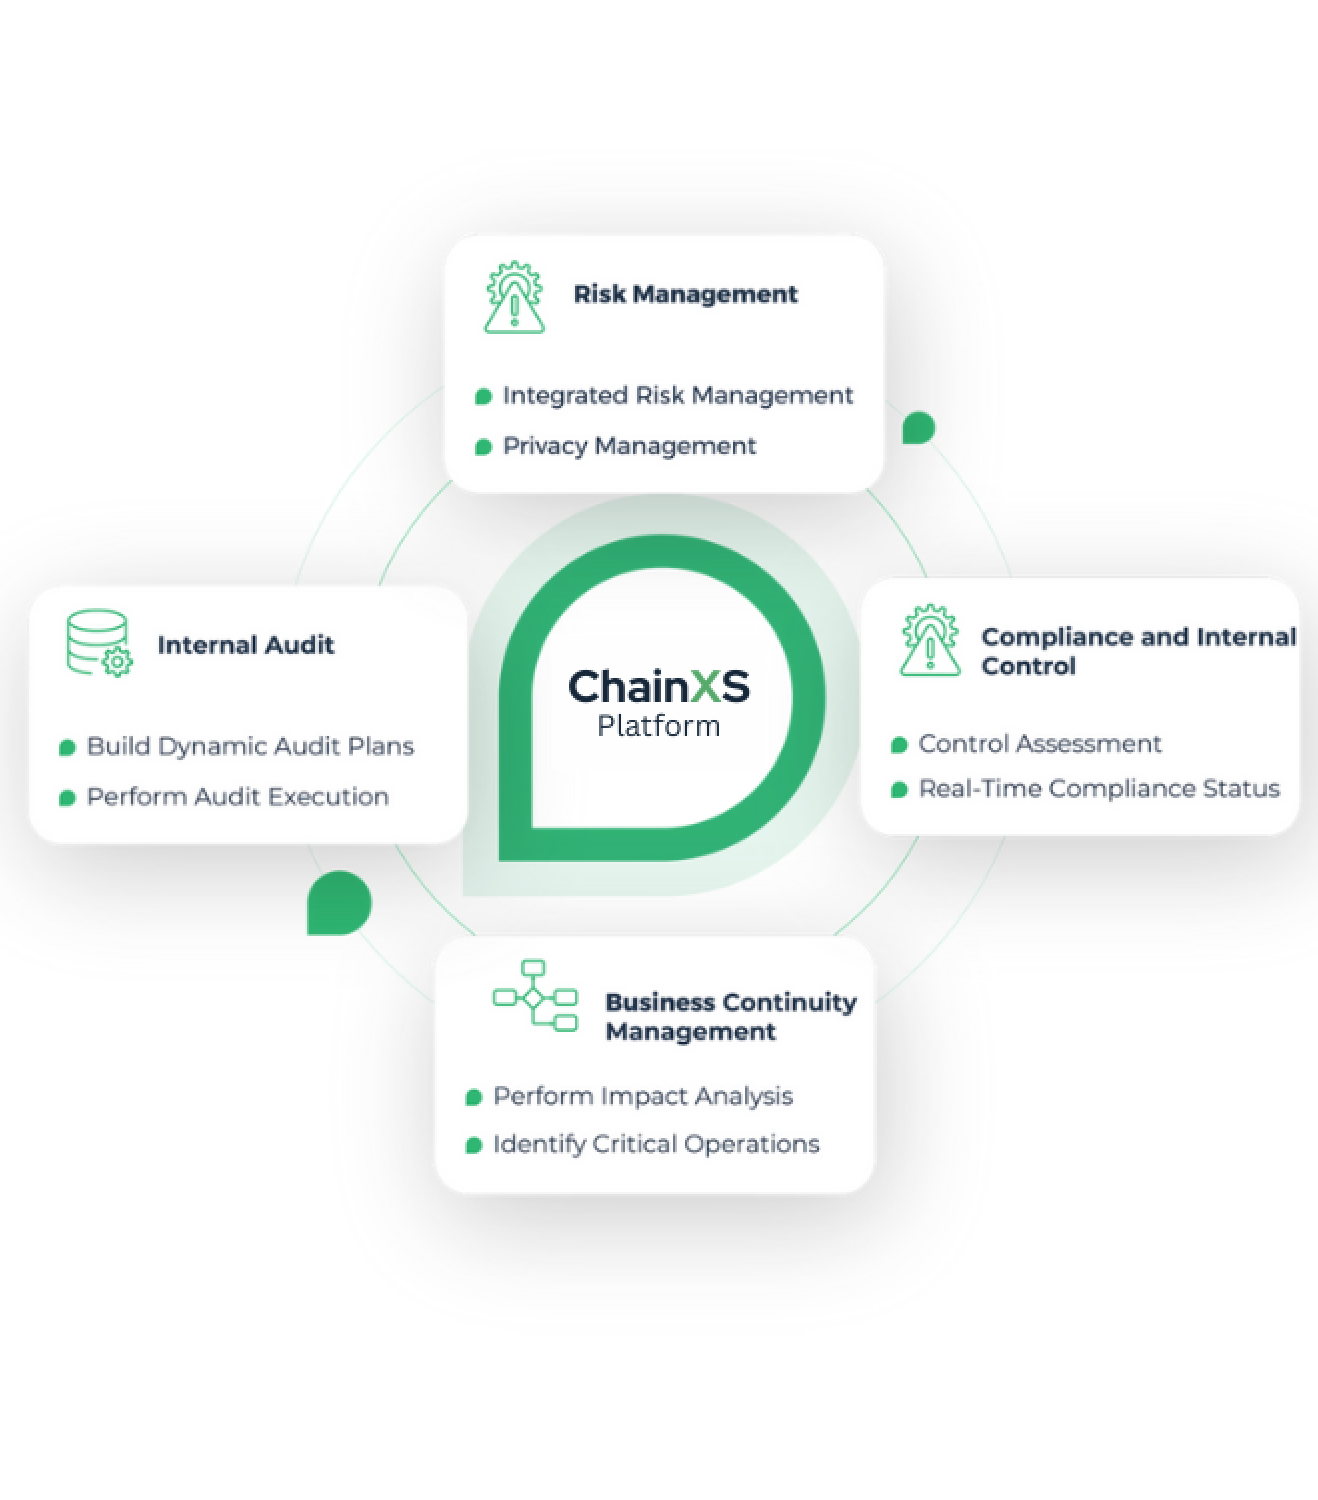 Risk Management
Integrated Risk Management
Privacy Management
Internal Audit
Build Dynamic Audit Plans
Perform Audit Execution
ChainXS
Platform
Compliance and Internal
Control
Control Assessment
Real-Time Compliance Status
Business Continuity
Management
Perform Impact Analysis
Identify Critical Operations